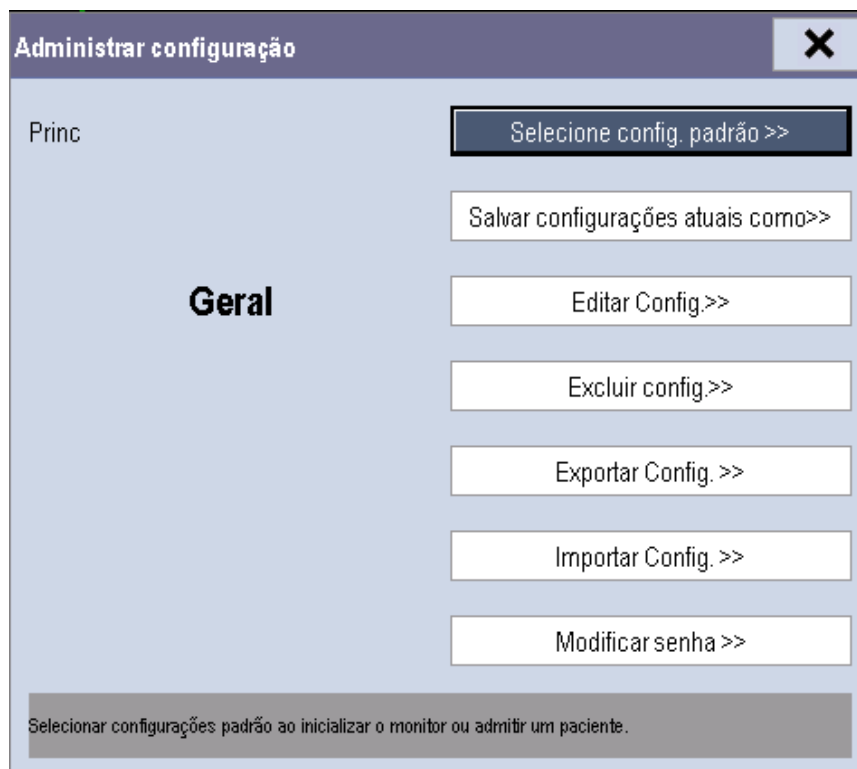 Administrar configuração
Princ
Selecione config. padrão >>
Salvar configurações atuais como>>
Geral
Editar Config.>>
Excluir config.>>
Exportar Config. >>
Importar Config. >>
Modificar senha >>
Selecionar configurações padrão ao inicializar o monitor ou admitir um paciente.